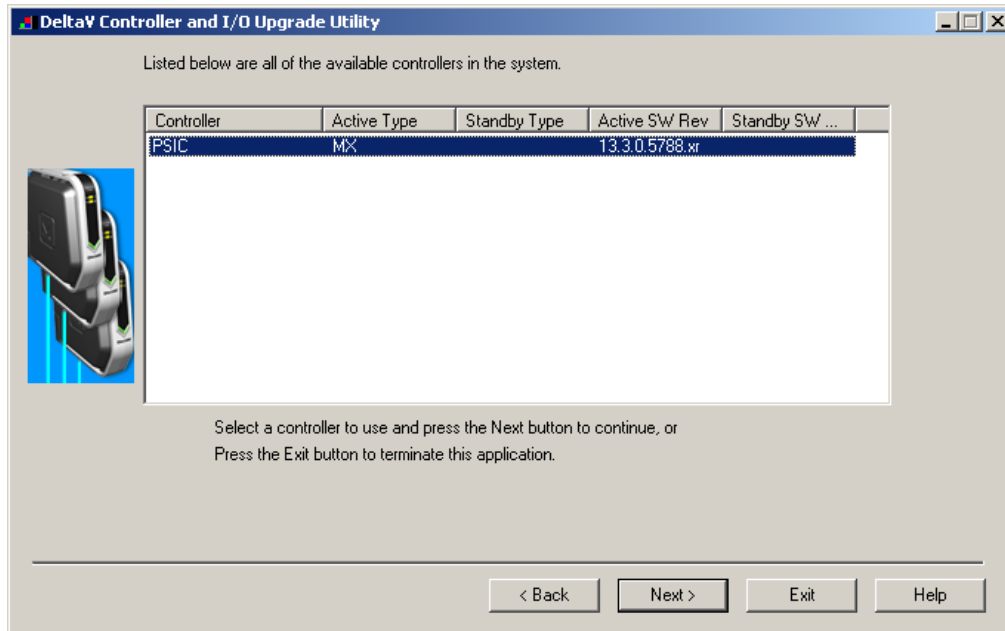 DeltaV Controller and I/O Upgrade Utility
Listed below are all of the available controllers in the system.
Controller Active Type Standby Type Active SW Rev Standby SW ...
PSIC MX 13.3.0.5788.xr
Select a controller to use and press the Next button to continue, or
Press the Exit button to terminate this application.
< Back Next > Exit Help